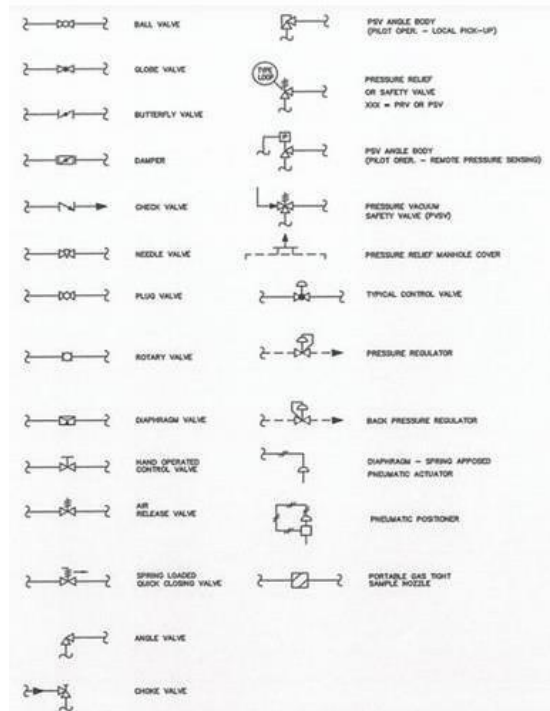 BALL VALVE
GLOBE VALVE
BUTTERFLY VALVE
DAMPER
CHECK VALVE
NEEDLE VALVE
PLUG VALVE
ROTARY VALVE
DIAPHRAGM VALVE
HAND OPERATED
CONTROL VALVE
AIR
RELEASE VALVE
SPRING LOADED
QUICK CLOSING VALVE
ANGLE VALVE
CHOKE VALVE
PSV ANGLE BODY
(PILOT OPER. – LOCAL PICK-UP)
TYPE
LOOP
PRESSURE RELIEF
OR SAFETY VALVE
XXX = PRV OR PSV
P
PSV ANGLE BODY
(PILOT ORER. – REMOTE PRESSURE SENSING)
PRESSURE VACUUM
SAFETY VALVE (PVSV)
PRESSURE RELIEF MANHOLE COVER
TYPICAL CONTROL VALVE
PRESSURE REGULATOR
BACK PRESSURE REGULATOR
DIAPHRAGM – SPRING APPOSED
PNEUMATIC ACTUATOR
PNEUMATIC POSITIONER
PORTABLE GAS TIGHT
SAMPLE NOZZLE